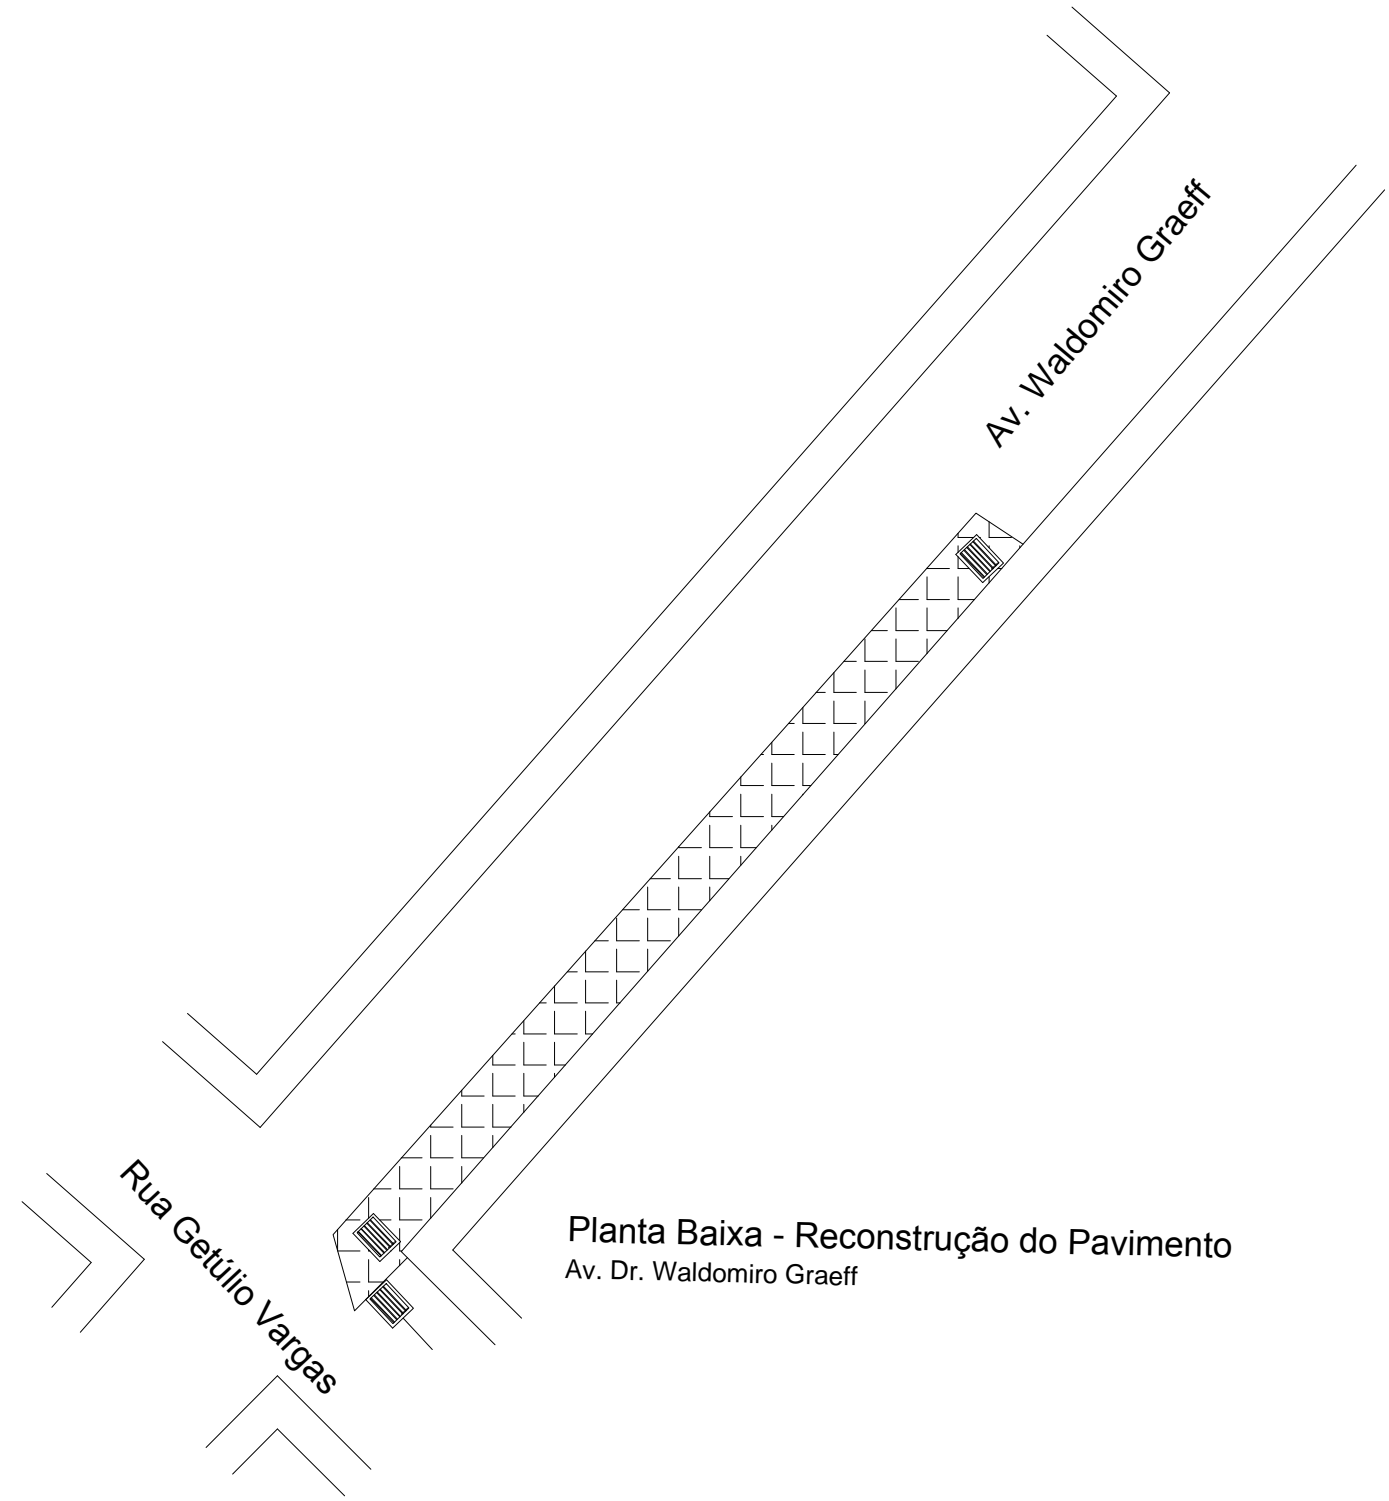 Av. Waldomiro Graeff
Rua Getúlio Vargas
Planta Baixa - Reconstrução do Pavimento
Av. Dr. Waldomiro Graeff